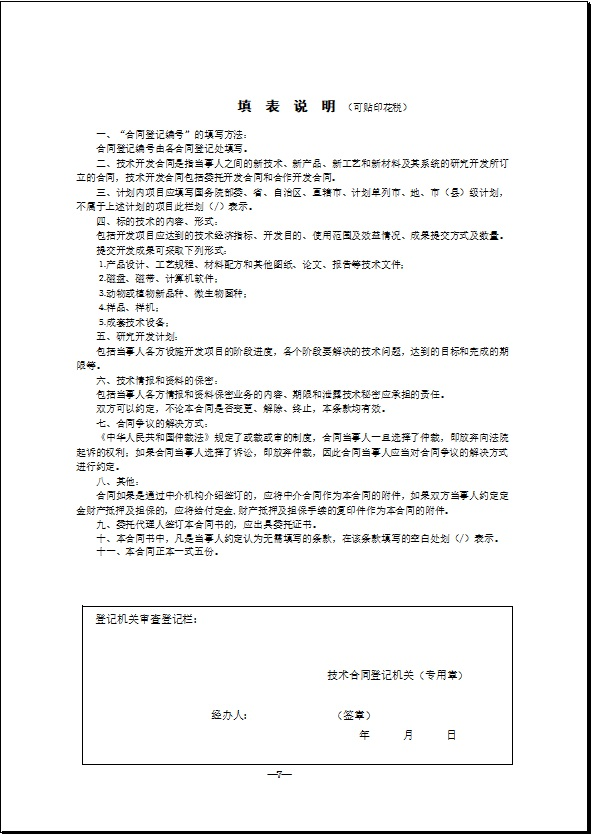 填 表 说 明 （可贴印花税）
一、“合同登记编号”的填写方法：
合同登记编号由各合同登记处填写。
二、技术开发合同是指当事人之间的新技术、新产品、新工艺和新材料及其系统的研究开发所订
立的合同，技术开发合同包括委托开发合同和合作开发合同。
三、计划内项目应填写国务院部委、省、自治区、直辖市、计划单列市、地、市（县）级计划，
不属于上述计划的项目此栏划（/）表示。
四、标的技术的内容、形式：
包括开发项目应达到的技术经济指标、开发目的、使用范围及效益情况、成果提交方式及数量。
提交开发成果可采取下列形式：
1.产品设计、工艺规程、材料配方和其他图纸、论文、报告等技术文件；
2.磁盘、磁带、计算机软件；
3.动物或植物新品种、微生物菌种；
4.样品、样机；
5.成套技术设备；
五、研究开发计划：
包括当事人各方设施开发项目的阶段进度，各个阶段要解决的技术问题，达到的目标和完成的期
限等。
六、技术情报和资料的保密：
包括当事人各方情报和资料保密业务的内容、期限和泄露技术秘密应承担的责任。
双方可以约定，不论本合同是否变更、解除、终止，本条款均有效。
七、合同争议的解决方式：
《中华人民共和国仲裁法》规定了或裁或审的制度，合同当事人一旦选择了仲裁，即放弃向法院
起诉的权利；如果合同当事人选择了诉讼，即放弃仲裁，因此合同当事人应当对合同争议的解决方式
进行约定。
八、其他：
合同如果是通过中介机构介绍签订的，应将中介合同作为本合同的附件，如果双方当事人约定定
金财产抵押及担保的，应将给付定金.财产抵押及担保手续的复印件作为本合同的附件。
九、委托代理人签订本合同书的，应出具委托证书。
十、本合同书中，凡是当事人约定认为无需填写的条款，在该条款填写的空白处划（/）表示。
十一、本合同正本一式五份。
登记机关审查登记栏：
技术合同登记机关（专用章）
经办人： （签章）
年 月 日
—7—